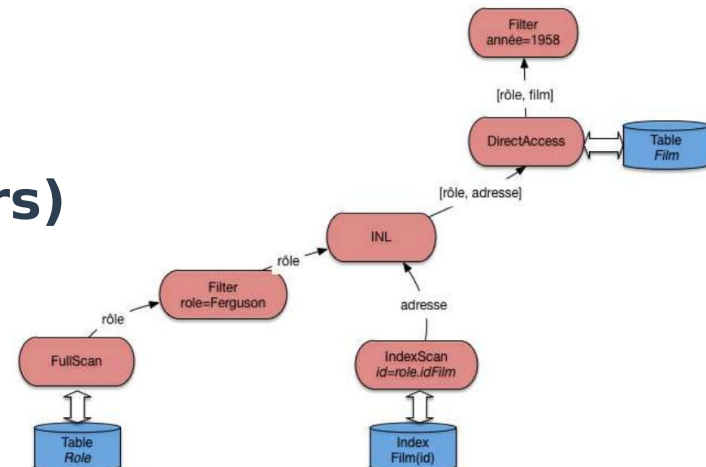 Filter
année=1958
[rôle, film]
DirectAccess
Table
Film
[rôle, adresse]
rs)
INL
rôle
Filter
role=Ferguson
adresse
rôle
FullScan
IndexScan
id=role.idFilm
Table
Role
Index
Film(id)